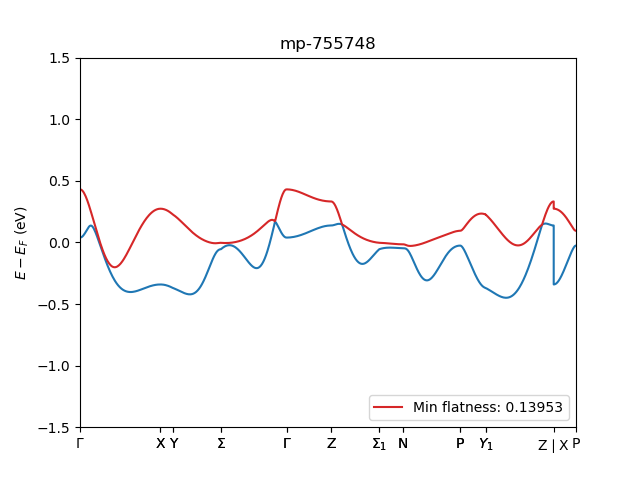 mp-755748
1.5
1.0
0.5
0.0
−0.5
−1.0
−1.5
E − E_F (eV)
Min flatness: 0.13953
Γ X Y Σ Γ Z Σ₁ N P Y₁ Z | X P